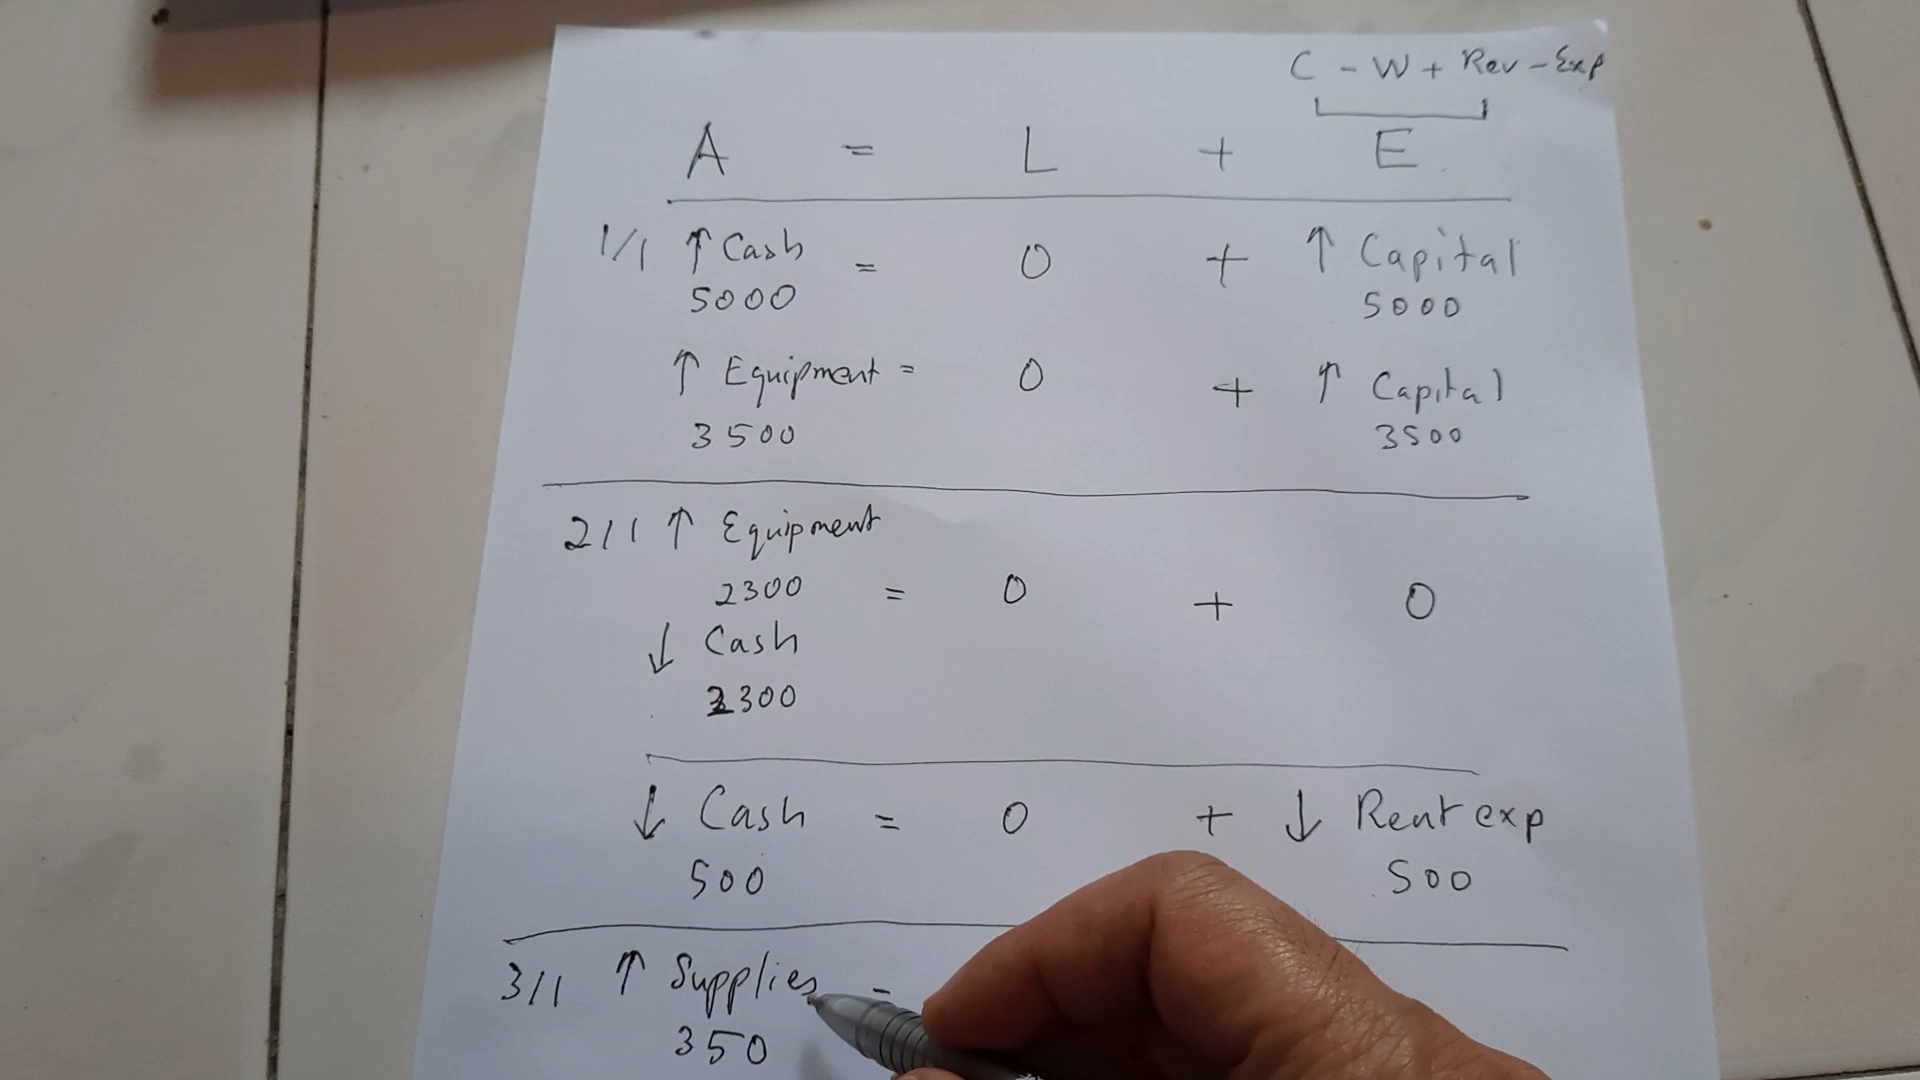 C - W + Rev - Exp
A = L + E
1/1 ↑ Cash = 0 + ↑ Capital
5000 5000
↑ Equipment = 0 + ↑ Capital
3500 3500
2/1 ↑ Equipment
2300 = 0 + 0
↓ Cash
2300
↓ Cash = 0 + ↓ Rent exp
500 500
3/1 ↑ Supplies =
350